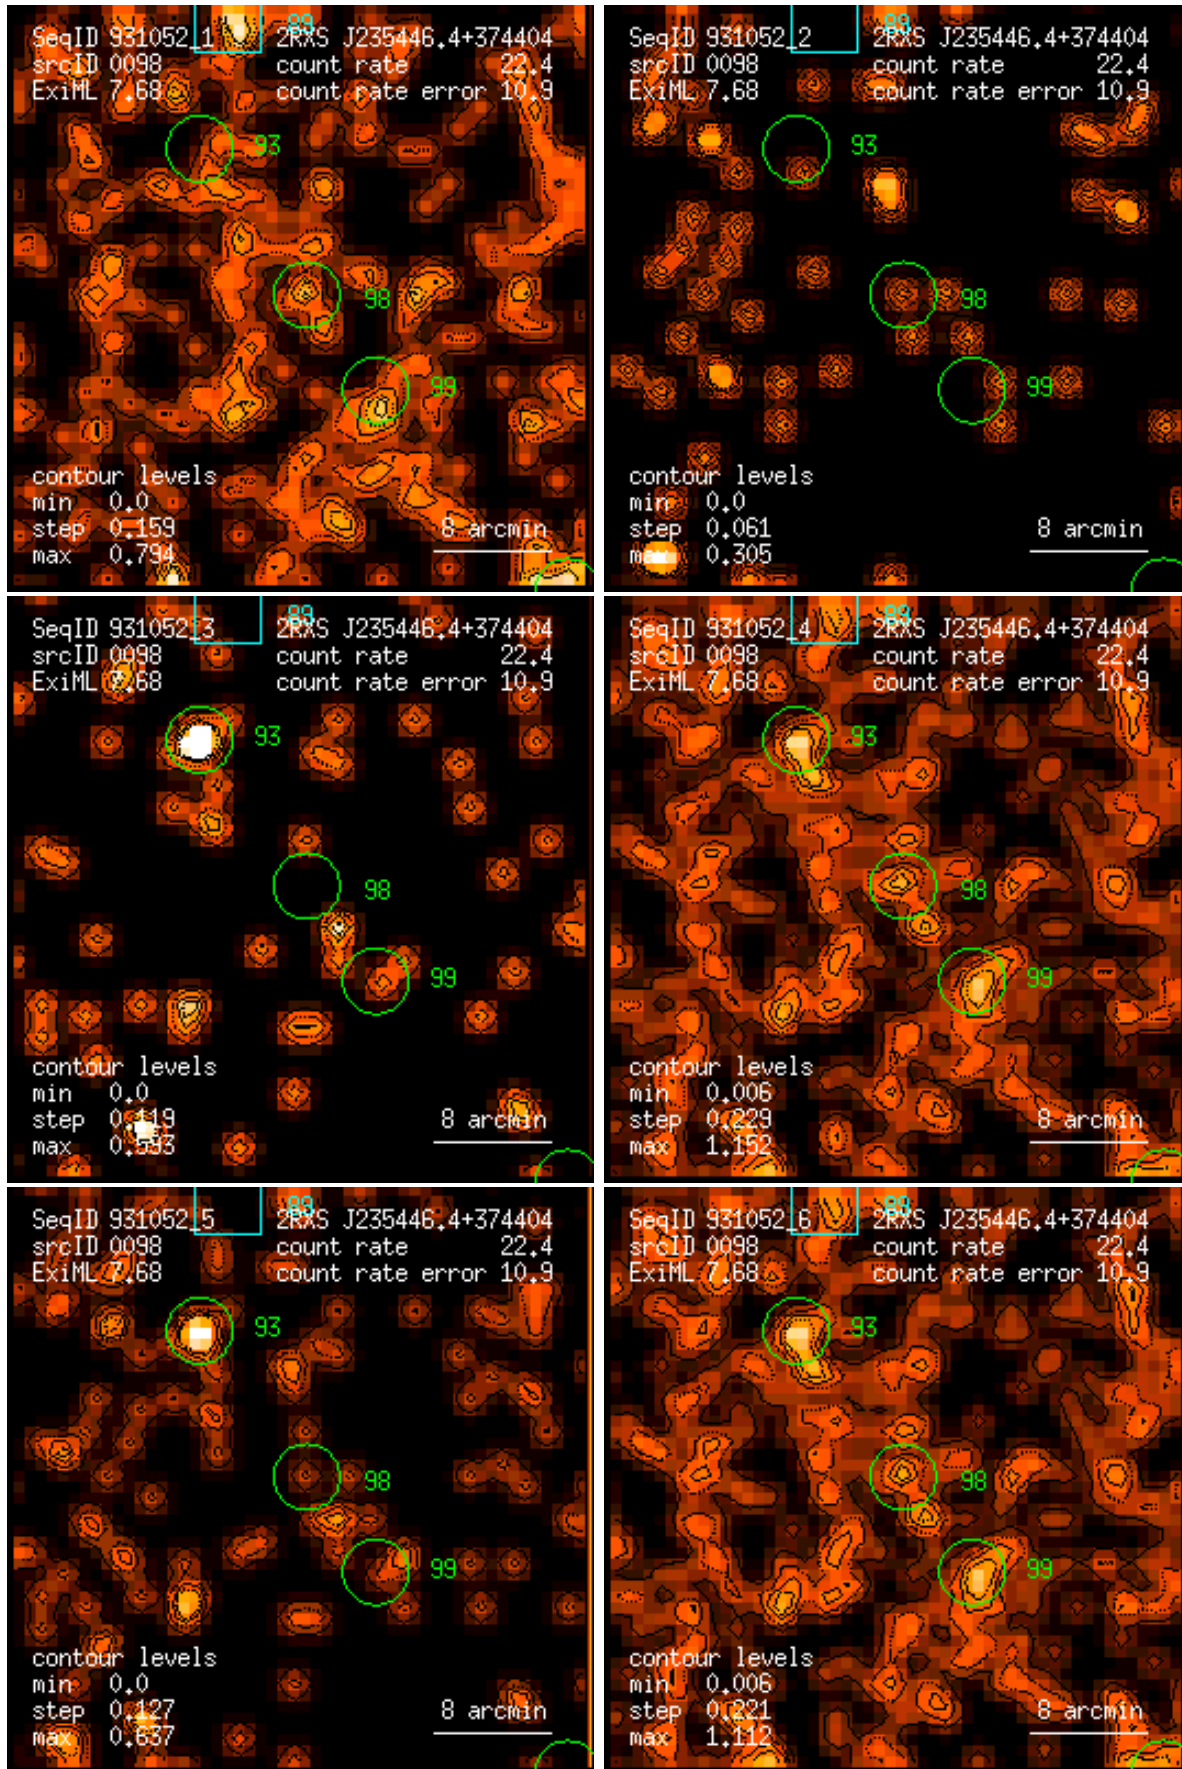 89
SeqID 931052_1 2RXS J235446.4+374404
srcID 0098 count rate 22.4
ExiML 7.68 count rate error 10.9
93
98
99
contour levels
min 0.0
step 0.159
max 0.794
8 arcmin
89
SeqID 931052_2 2RXS J235446.4+374404
srcID 0098 count rate 22.4
ExiML 7.68 count rate error 10.9
93
98
99
contour levels
min 0.0
step 0.061
max 0.305
8 arcmin
89
SeqID 931052_3 2RXS J235446.4+374404
srcID 0098 count rate 22.4
ExiML 7.68 count rate error 10.9
93
98
99
contour levels
min 0.0
step 0.119
max 0.593
8 arcmin
89
SeqID 931052_4 2RXS J235446.4+374404
srcID 0098 count rate 22.4
ExiML 7.68 count rate error 10.9
93
98
99
contour levels
min 0.006
step 0.229
max 1.152
8 arcmin
89
SeqID 931052_5 2RXS J235446.4+374404
srcID 0098 count rate 22.4
ExiML 7.68 count rate error 10.9
93
98
99
contour levels
min 0.0
step 0.127
max 0.637
8 arcmin
89
SeqID 931052_6 2RXS J235446.4+374404
srcID 0098 count rate 22.4
ExiML 7.68 count rate error 10.9
93
98
99
contour levels
min 0.006
step 0.221
max 1.112
8 arcmin